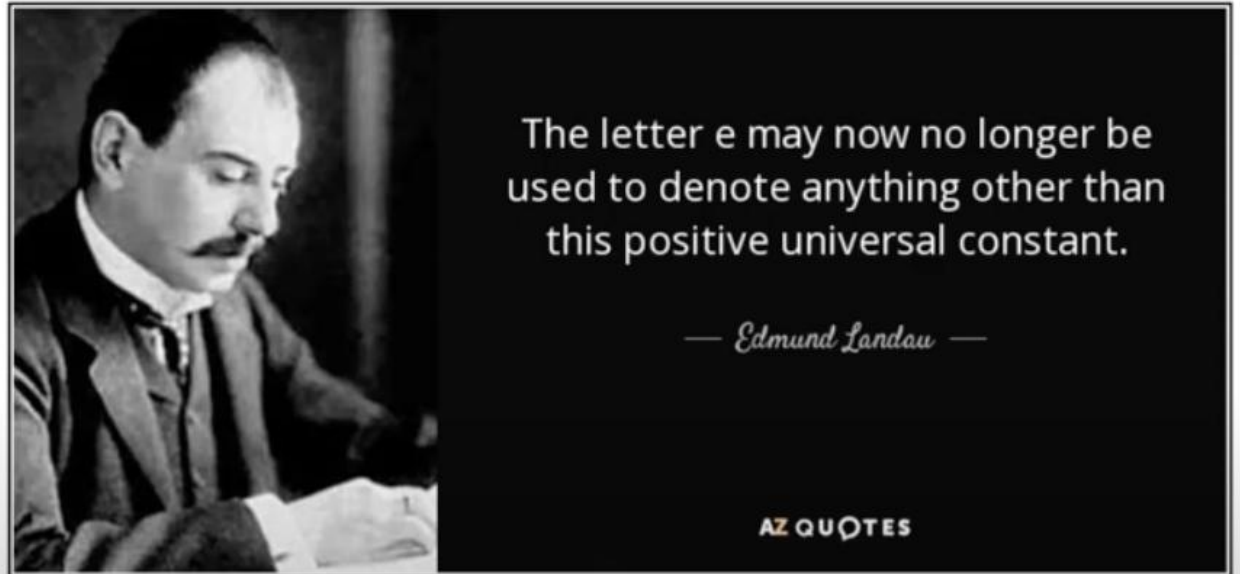 The letter e may now no longer be
used to denote anything other than
this positive universal constant.
— Edmund Landau —
AZ QUOTES